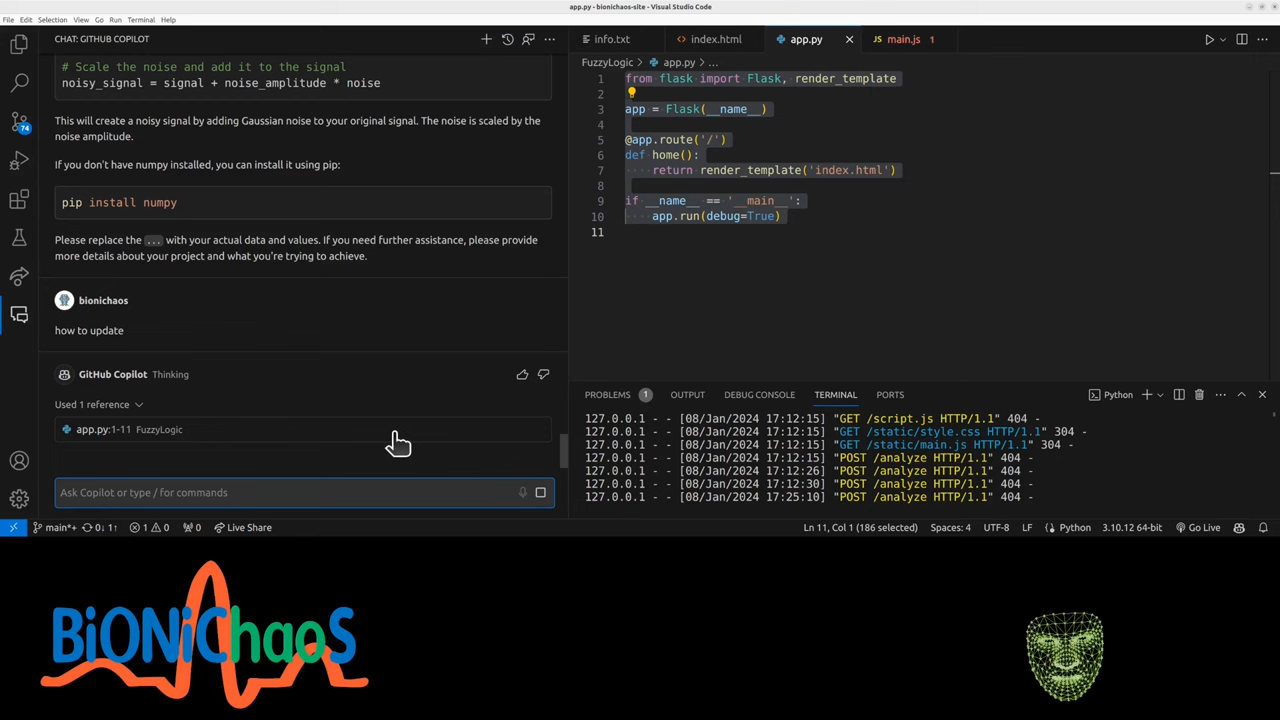 app.py - bionichaos-site - Visual Studio Code
File Edit Selection View Go Run Terminal Help
CHAT: GITHUB COPILOT
# Scale the noise and add it to the signal
noisy_signal = signal + noise_amplitude * noise
This will create a noisy signal by adding Gaussian noise to your original signal. The noise is scaled by the
noise amplitude.
If you don't have numpy installed, you can install it using pip:
pip install numpy
Please replace the ... with your actual data and values. If you need further assistance, please provide
more details about your project and what you're trying to achieve.
bionichaos
how to update
GitHub Copilot Thinking
Used 1 reference
app.py:1-11 FuzzyLogic
Ask Copilot or type / for commands
74
info.txt index.html app.py main.js 1
FuzzyLogic > app.py > ...
1 from flask import Flask, render_template
2
3 app = Flask(__name__)
4
5 @app.route('/')
6 def home():
7 return render_template('index.html')
8
9 if __name__ == '__main__':
10 app.run(debug=True)
11
PROBLEMS 1 OUTPUT DEBUG CONSOLE TERMINAL PORTS Python
127.0.0.1 - - [08/Jan/2024 17:12:15] "GET /script.js HTTP/1.1" 404 -
127.0.0.1 - - [08/Jan/2024 17:12:15] "GET /static/style.css HTTP/1.1" 304 -
127.0.0.1 - - [08/Jan/2024 17:12:15] "GET /static/main.js HTTP/1.1" 304 -
127.0.0.1 - - [08/Jan/2024 17:12:15] "POST /analyze HTTP/1.1" 404 -
127.0.0.1 - - [08/Jan/2024 17:12:26] "POST /analyze HTTP/1.1" 404 -
127.0.0.1 - - [08/Jan/2024 17:12:30] "POST /analyze HTTP/1.1" 404 -
127.0.0.1 - - [08/Jan/2024 17:25:10] "POST /analyze HTTP/1.1" 404 -
main*+ 0↓ 1↑ 1 0 0 Live Share Ln 11, Col 1 (186 selected) Spaces: 4 UTF-8 LF Python 3.10.12 64-bit Go Live
BiONiChaoS